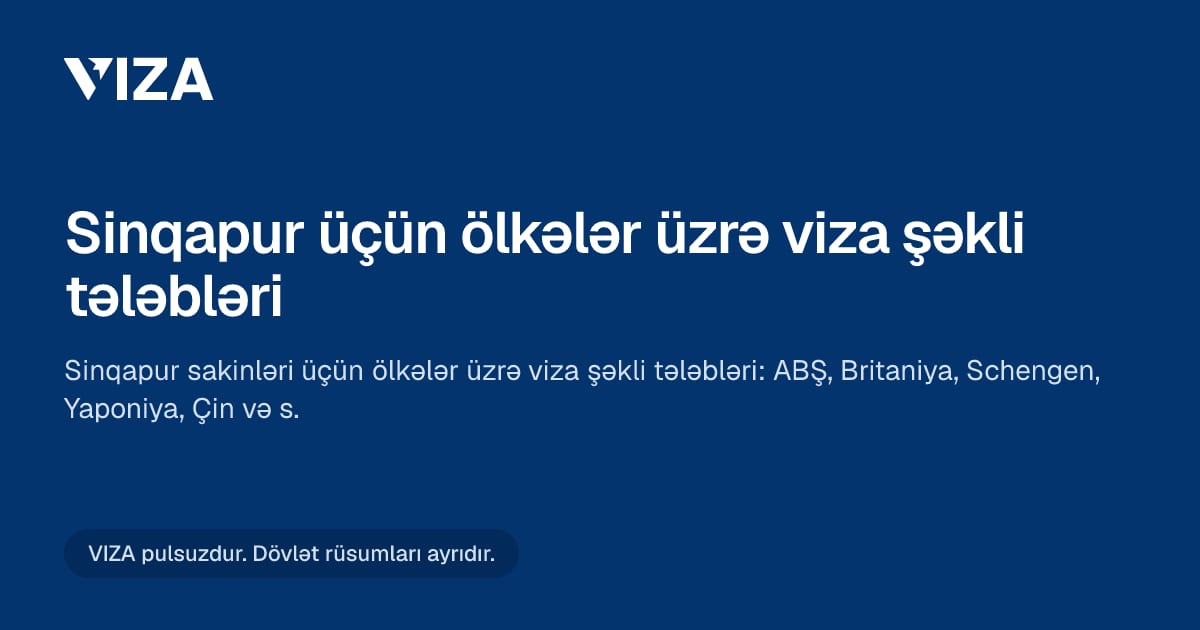 VIZA
Sinqapur üçün ölkələr üzrə viza şəkli
tələbləri
Sinqapur sakinləri üçün ölkələr üzrə viza şəkli tələbləri: ABŞ, Britaniya, Schengen,
Yaponiya, Çin və s.
VIZA pulsuzdur. Dövlət rüsumları ayrıdır.